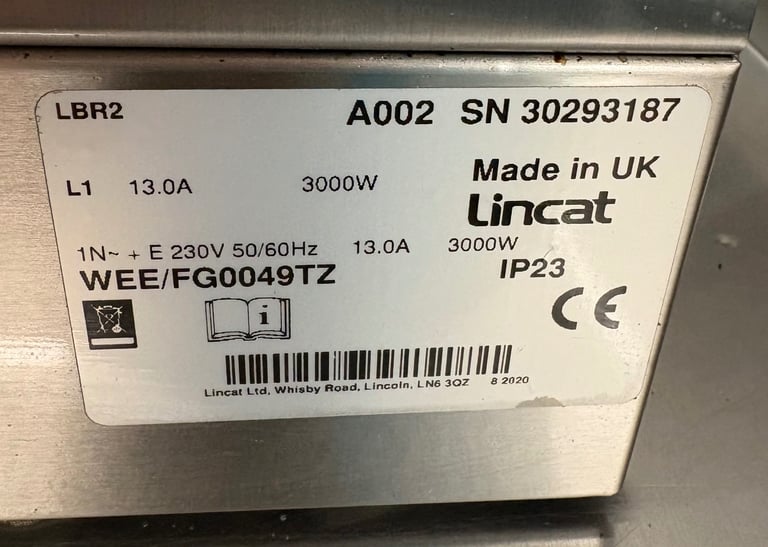 LBR2 A002 SN 30293187
L1 13.0A 3000W Made in UK
Lincat
1N~ + E 230V 50/60Hz 13.0A 3000W
WEE/FG0049TZ IP23
i CE
Lincat Ltd, Whisby Road, Lincoln, LN6 3QZ 8 2020